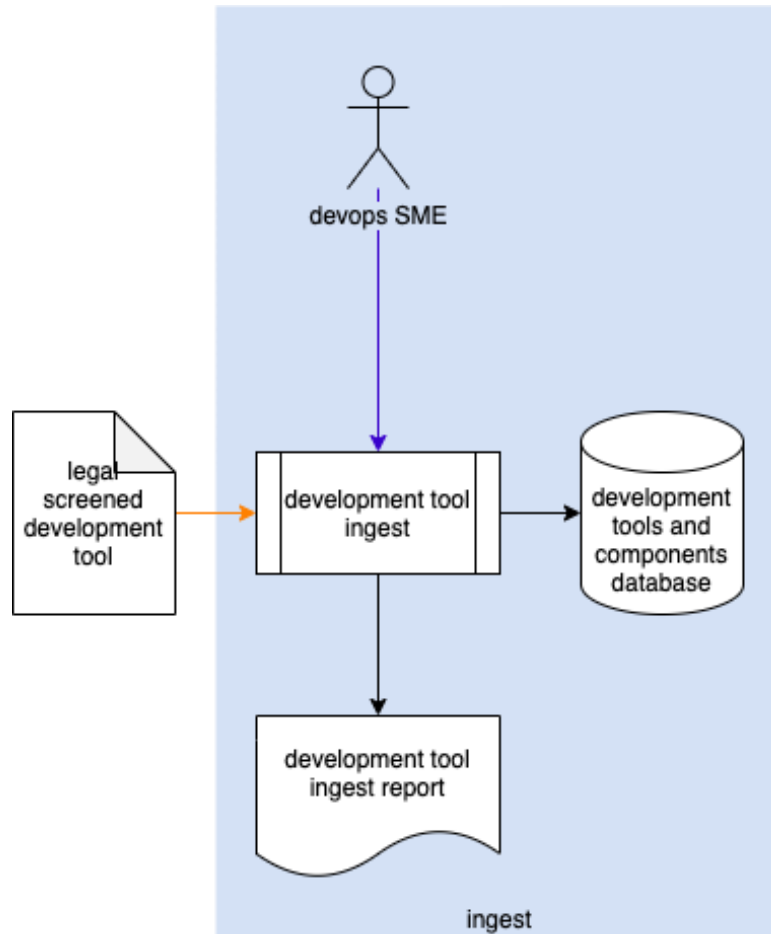 devops SME
legal
screened
development
tool
development tool
ingest
development
tools and
components
database
development tool
ingest report
ingest